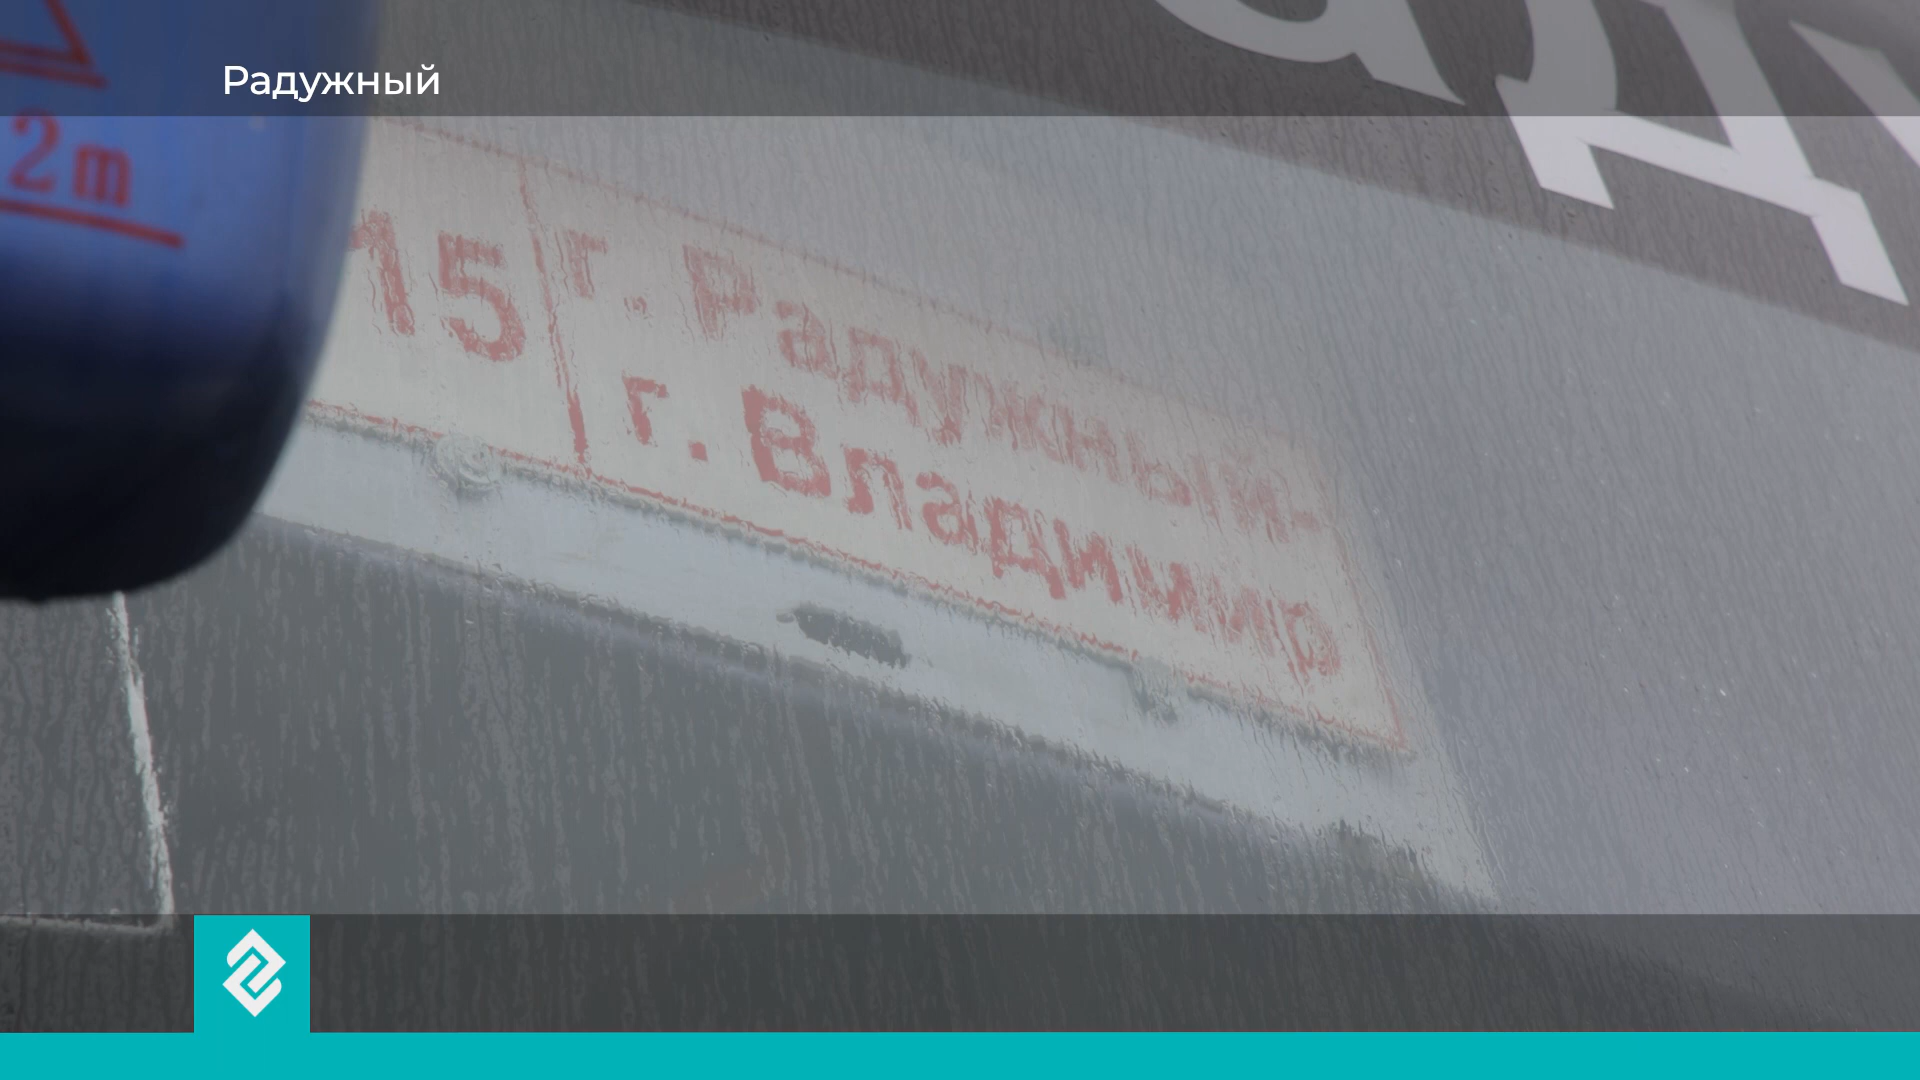 Радужный
2m
15
г. Радужный-
г. Владимир